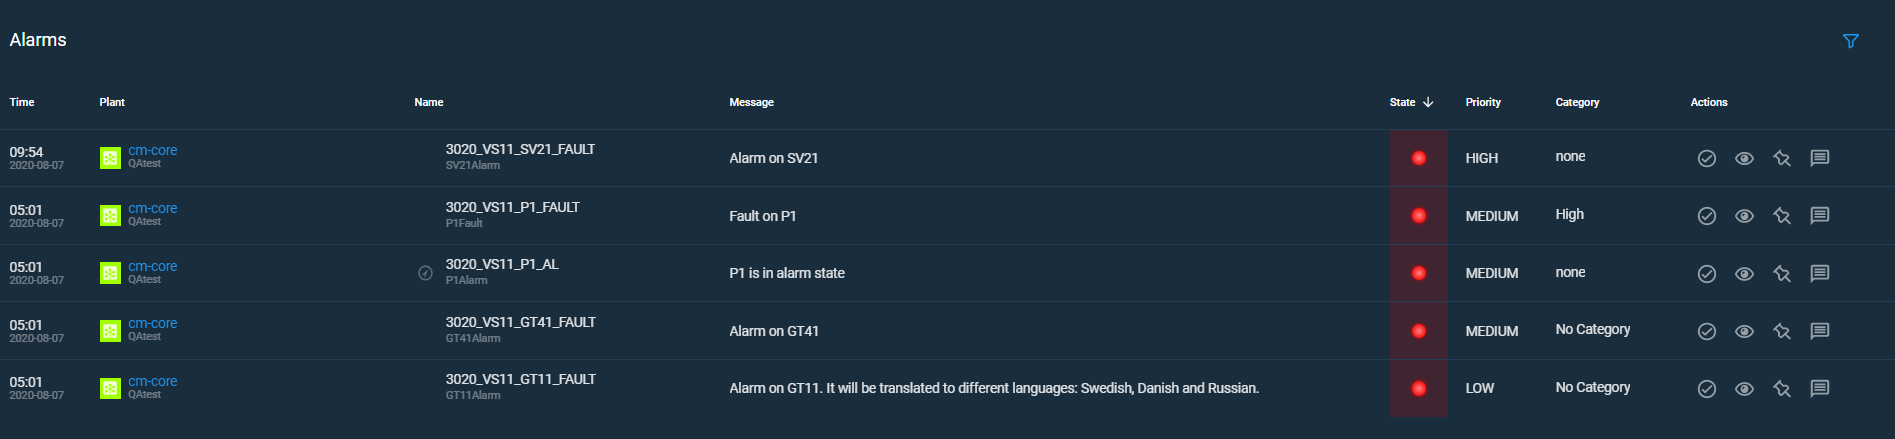 Alarms
Time Plant Name Message State Priority Category Actions
09:54 cm-core 3020_VS11_SV21_FAULT Alarm on SV21 HIGH none
2020-08-07 QAtest SV21Alarm
05:01 cm-core 3020_VS11_P1_FAULT Fault on P1 MEDIUM High
2020-08-07 QAtest P1Fault
05:01 cm-core 3020_VS11_P1_AL P1 is in alarm state MEDIUM none
2020-08-07 QAtest P1Alarm
05:01 cm-core 3020_VS11_GT41_FAULT Alarm on GT41 MEDIUM No Category
2020-08-07 QAtest GT41Alarm
05:01 cm-core 3020_VS11_GT11_FAULT Alarm on GT11. It will be translated to different languages: Swedish, Danish and Russian. LOW No Category
2020-08-07 QAtest GT11Alarm